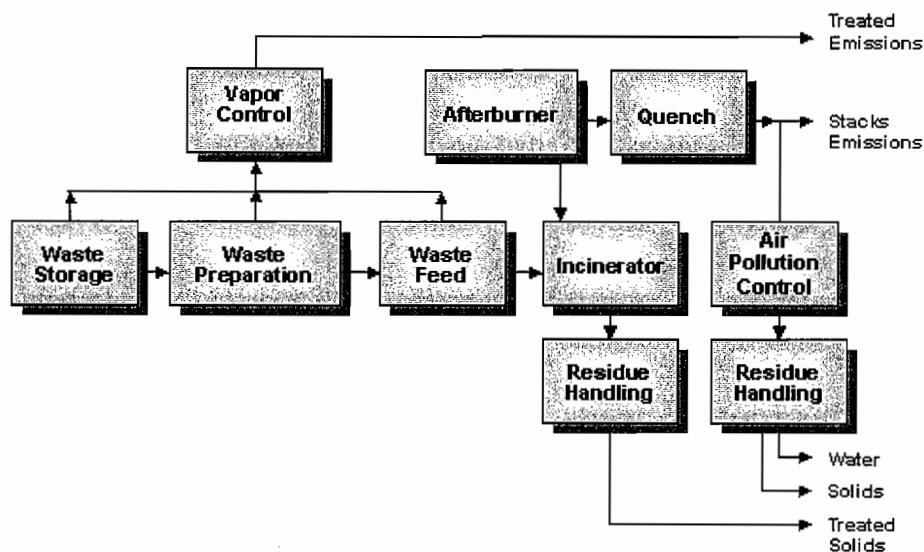 Treated
Emissions
Vapor
Control
Afterburner
Quench
Stacks
Emissions
Waste
Storage
Waste
Preparation
Waste
Feed
Incinerator
Air
Pollution
Control
Residue
Handling
Residue
Handling
Water
Solids
Treated
Solids